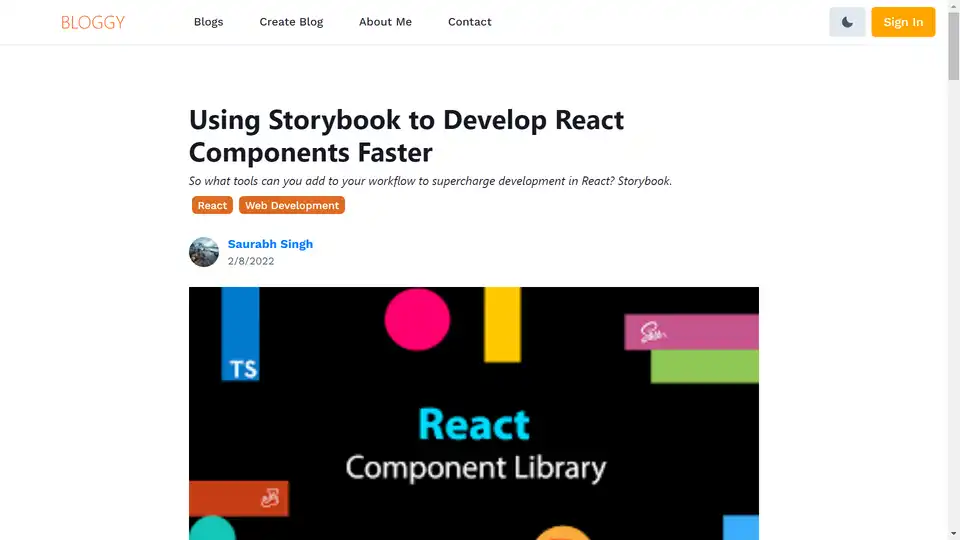 BLOGGY
Blogs
Create Blog
About Me
Contact
Sign In
Using Storybook to Develop React
Components Faster
So what tools can you add to your workflow to supercharge development in React? Storybook.
React
Web Development
Saurabh Singh
2/8/2022
TS
Sass
React
Component Library